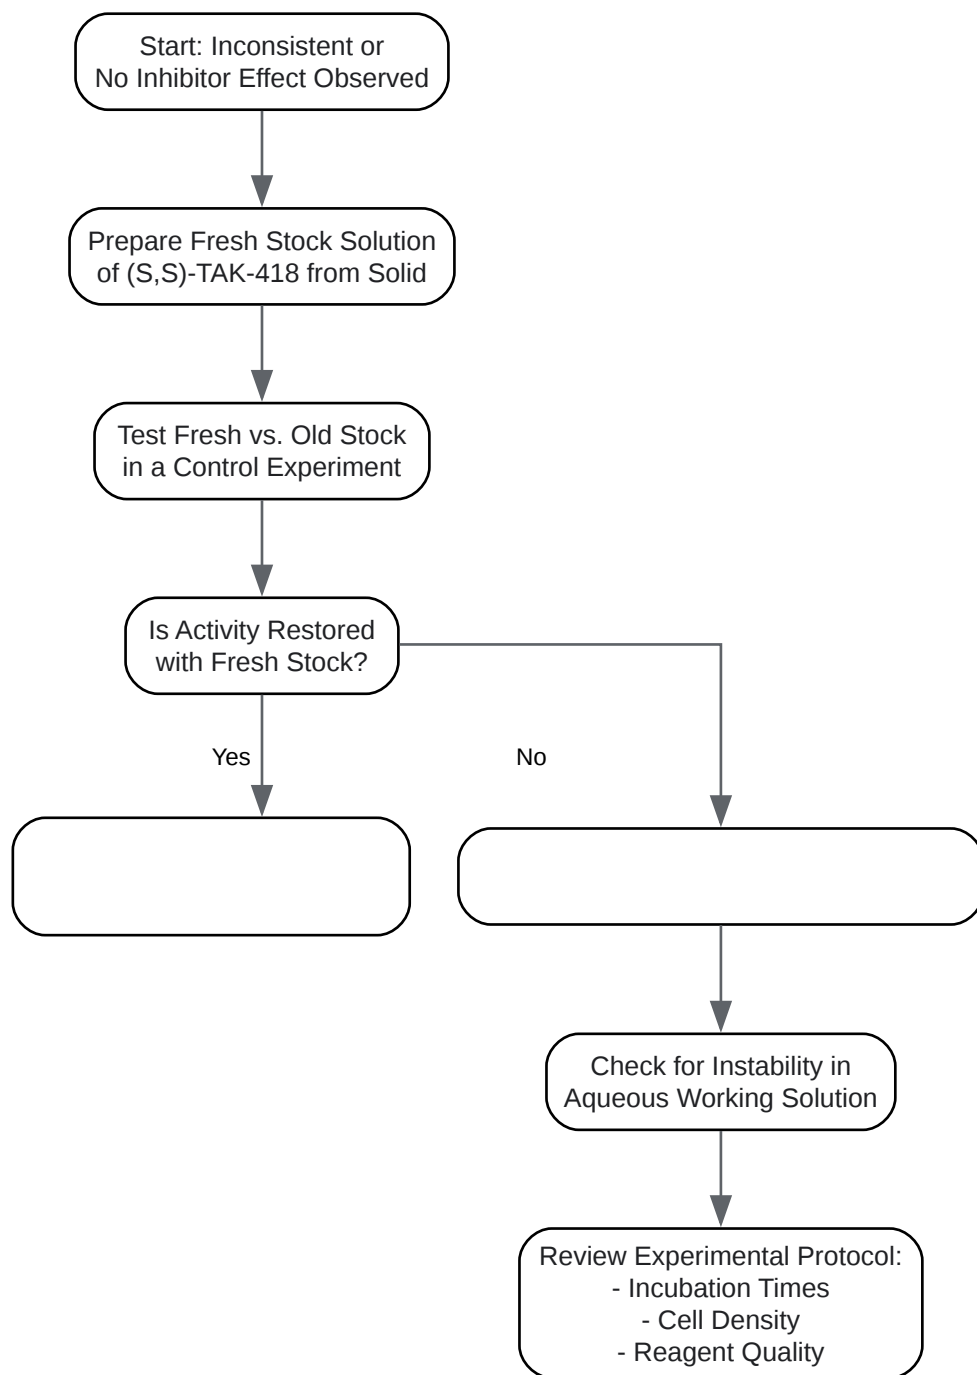 Start: Inconsistent or
No Inhibitor Effect Observed
Prepare Fresh Stock Solution
of (S,S)-TAK-418 from Solid
Test Fresh vs. Old Stock
in a Control Experiment
Is Activity Restored
with Fresh Stock?
Yes
No
Check for Instability in
Aqueous Working Solution
Review Experimental Protocol:
- Incubation Times
- Cell Density
- Reagent Quality